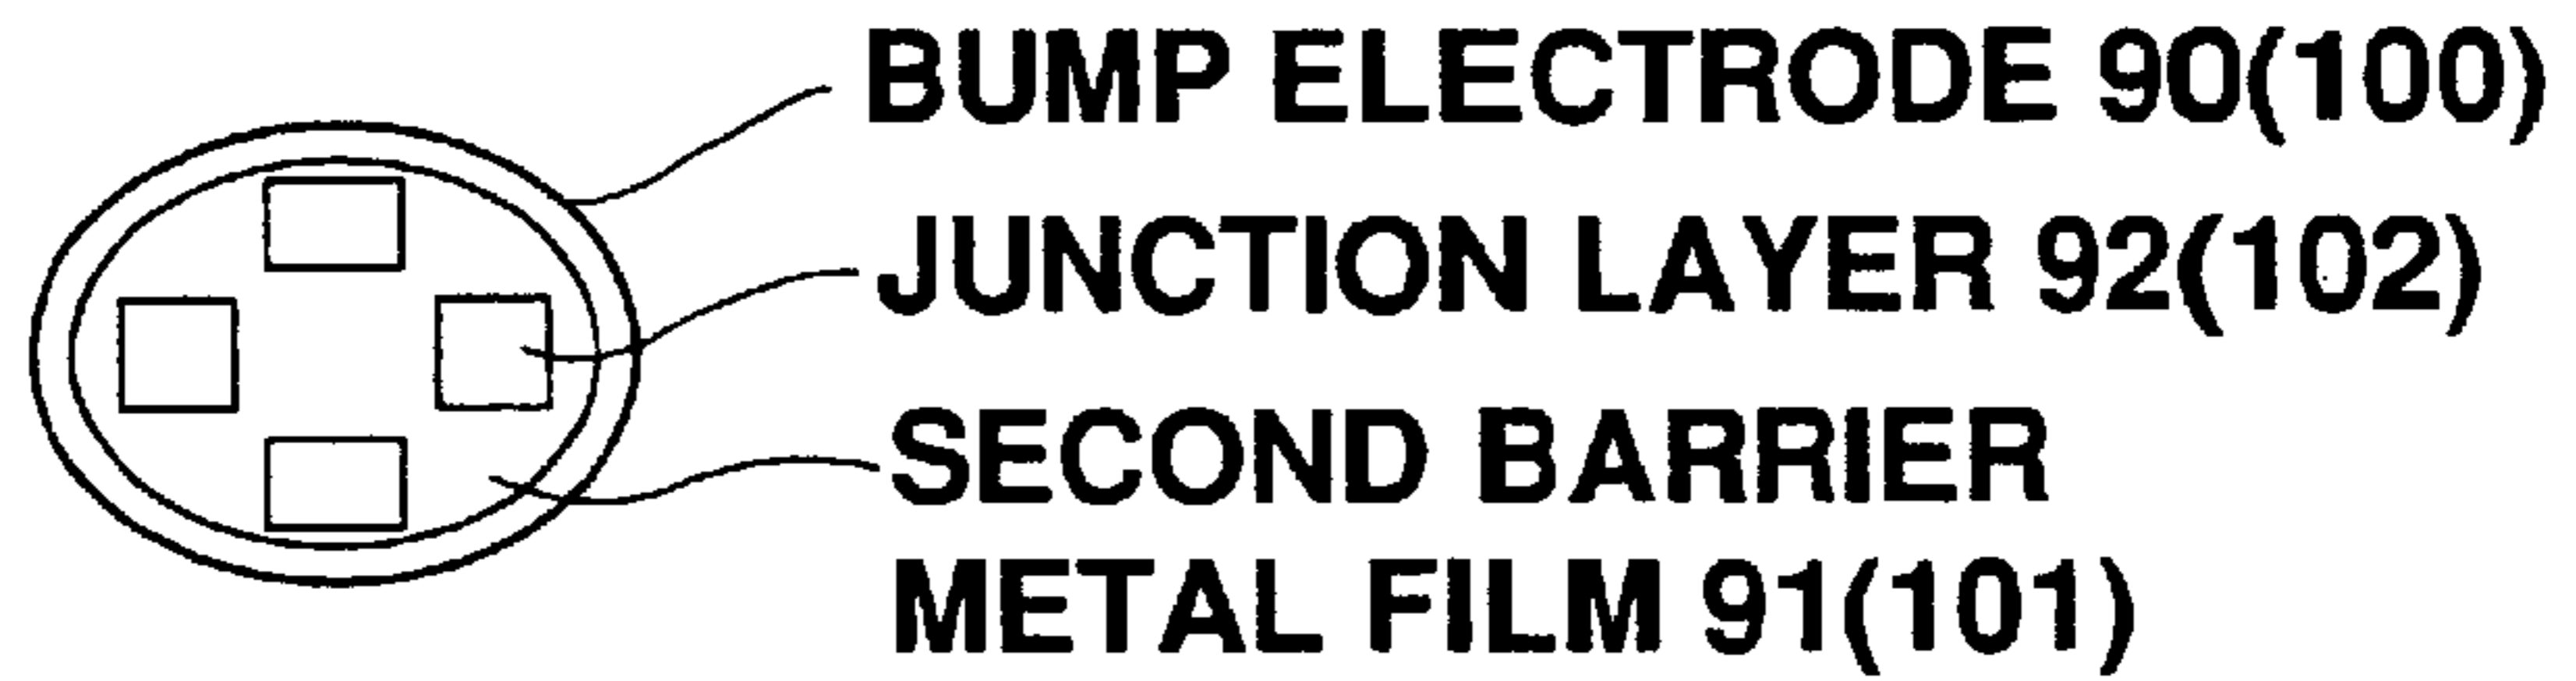 BUMP ELECTRODE 90(100)
JUNCTION LAYER 92(102)
SECOND BARRIER
METAL FILM 91(101)